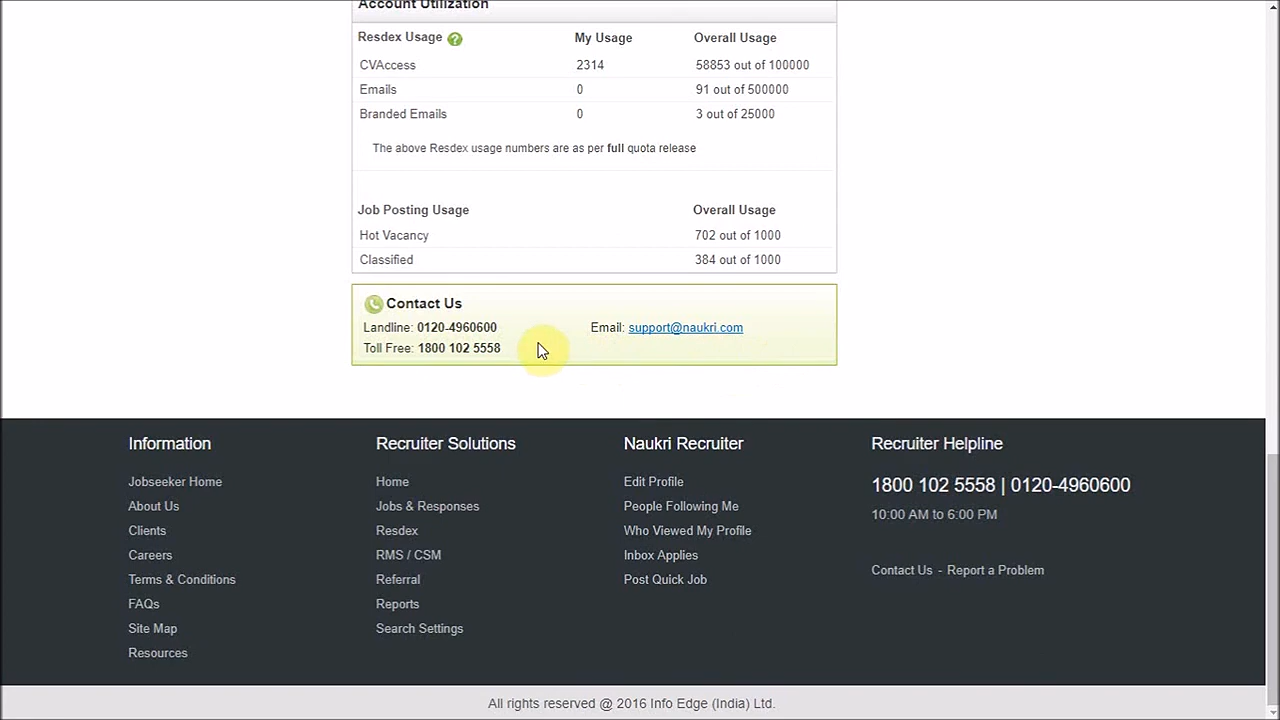 Account Utilization
Resdex Usage ? My Usage Overall Usage
CVAccess 2314 58853 out of 100000
Emails 0 91 out of 500000
Branded Emails 0 3 out of 25000
The above Resdex usage numbers are as per full quota release
Job Posting Usage Overall Usage
Hot Vacancy 702 out of 1000
Classified 384 out of 1000
Contact Us
Landline: 0120-4960600 Email: support@naukri.com
Toll Free: 1800 102 5558
Information
Jobseeker Home
About Us
Clients
Careers
Terms & Conditions
FAQs
Site Map
Resources
Recruiter Solutions
Home
Jobs & Responses
Resdex
RMS / CSM
Referral
Reports
Search Settings
Naukri Recruiter
Edit Profile
People Following Me
Who Viewed My Profile
Inbox Applies
Post Quick Job
Recruiter Helpline
1800 102 5558 | 0120-4960600
10:00 AM to 6:00 PM
Contact Us - Report a Problem
All rights reserved @ 2016 Info Edge (India) Ltd.